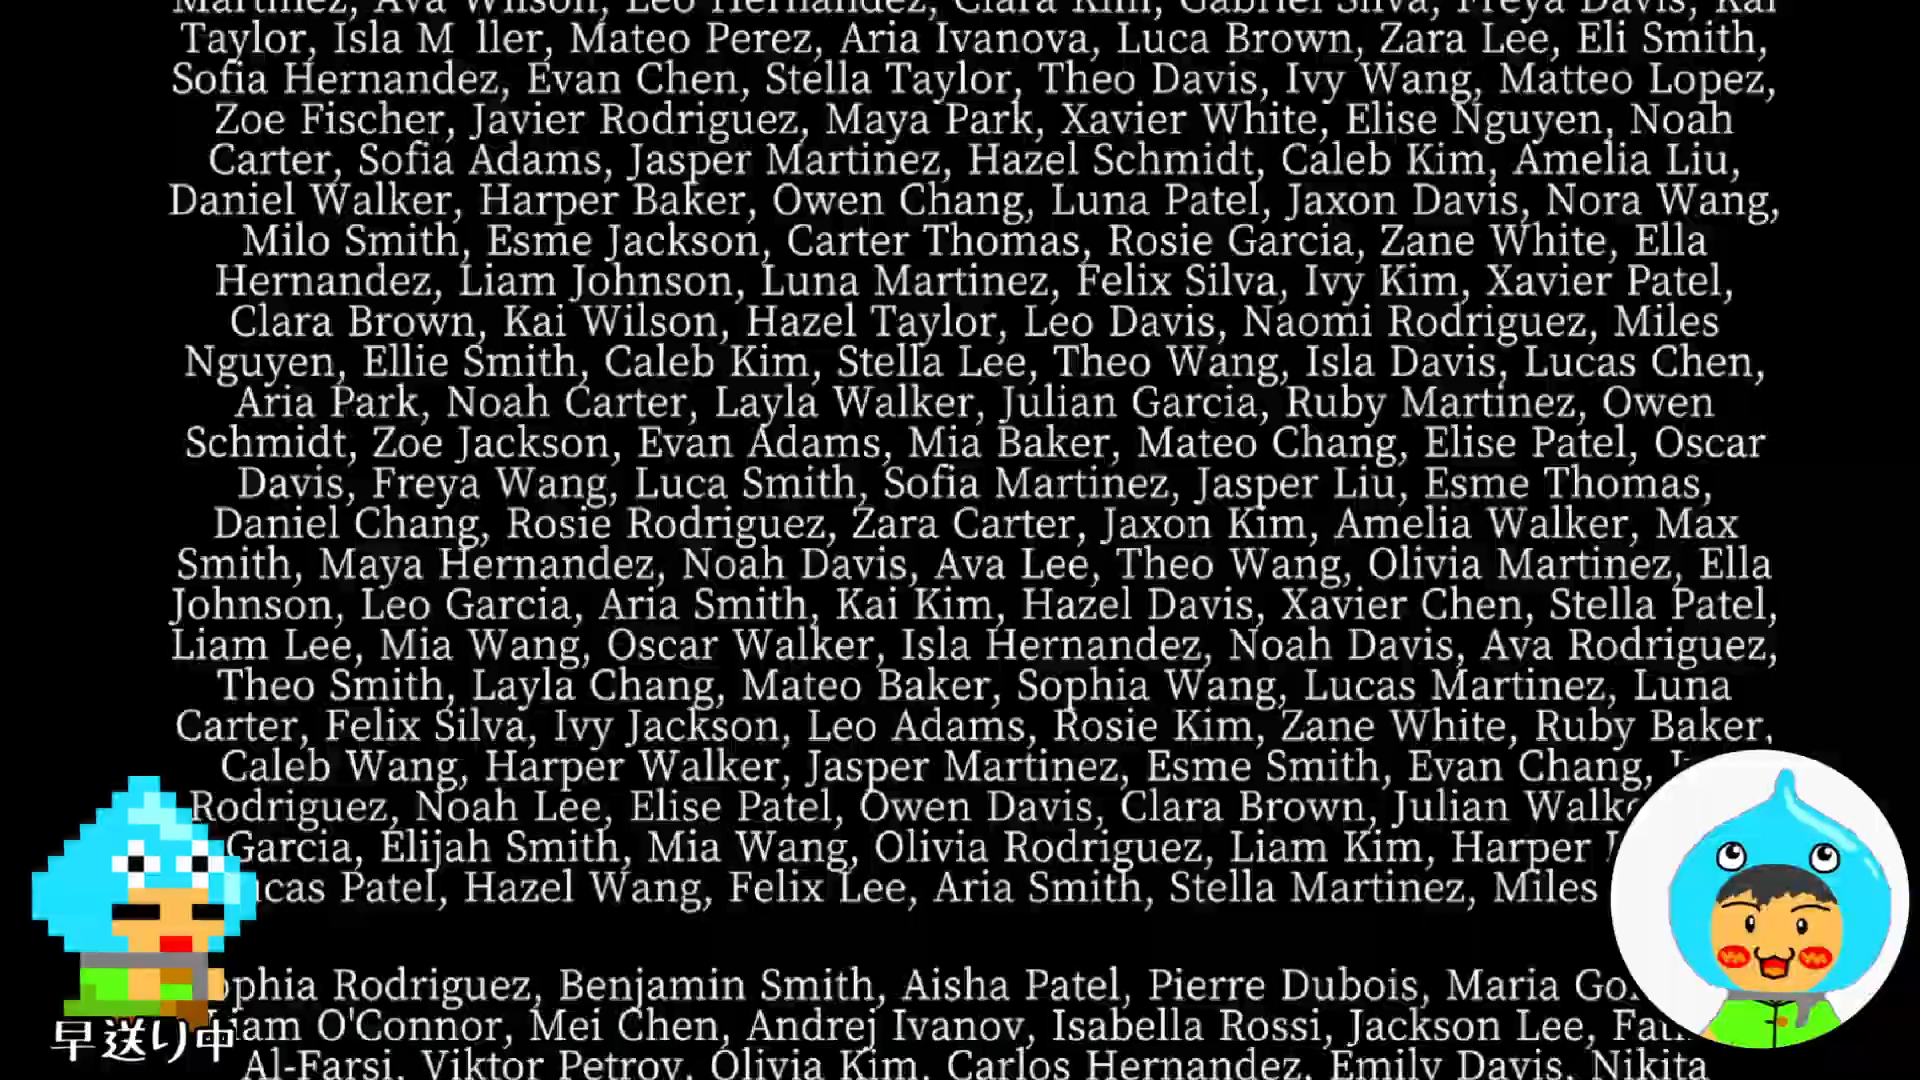 Martinez, Ava Wilson, Leo Hernandez, Clara Kim, Gabriel Silva, Freya Davis, Kai
Taylor, Isla M ller, Mateo Perez, Aria Ivanova, Luca Brown, Zara Lee, Eli Smith,
Sofia Hernandez, Evan Chen, Stella Taylor, Theo Davis, Ivy Wang, Matteo Lopez,
Zoe Fischer, Javier Rodriguez, Maya Park, Xavier White, Elise Nguyen, Noah
Carter, Sofia Adams, Jasper Martinez, Hazel Schmidt, Caleb Kim, Amelia Liu,
Daniel Walker, Harper Baker, Owen Chang, Luna Patel, Jaxon Davis, Nora Wang,
Milo Smith, Esme Jackson, Carter Thomas, Rosie Garcia, Zane White, Ella
Hernandez, Liam Johnson, Luna Martinez, Felix Silva, Ivy Kim, Xavier Patel,
Clara Brown, Kai Wilson, Hazel Taylor, Leo Davis, Naomi Rodriguez, Miles
Nguyen, Ellie Smith, Caleb Kim, Stella Lee, Theo Wang, Isla Davis, Lucas Chen,
Aria Park, Noah Carter, Layla Walker, Julian Garcia, Ruby Martinez, Owen
Schmidt, Zoe Jackson, Evan Adams, Mia Baker, Mateo Chang, Elise Patel, Oscar
Davis, Freya Wang, Luca Smith, Sofia Martinez, Jasper Liu, Esme Thomas,
Daniel Chang, Rosie Rodriguez, Zara Carter, Jaxon Kim, Amelia Walker, Max
Smith, Maya Hernandez, Noah Davis, Ava Lee, Theo Wang, Olivia Martinez, Ella
Johnson, Leo Garcia, Aria Smith, Kai Kim, Hazel Davis, Xavier Chen, Stella Patel,
Liam Lee, Mia Wang, Oscar Walker, Isla Hernandez, Noah Davis, Ava Rodriguez,
Theo Smith, Layla Chang, Mateo Baker, Sophia Wang, Lucas Martinez, Luna
Carter, Felix Silva, Ivy Jackson, Leo Adams, Rosie Kim, Zane White, Ruby Baker,
Caleb Wang, Harper Walker, Jasper Martinez, Esme Smith, Evan Chang,
Rodriguez, Noah Lee, Elise Patel, Owen Davis, Clara Brown, Julian
Garcia, Elijah Smith, Mia Wang, Olivia Rodriguez, Liam Kim, Harper
Patel, Hazel Wang, Felix Lee, Aria Smith, Stella Martinez, Miles
Rodriguez, Benjamin Smith, Aisha Patel, Pierre Dubois, Maria
O'Connor, Mei Chen, Andrej Ivanov, Isabella Rossi, Jackson Lee,
Al-Farsi, Viktor Petrov, Olivia Kim, Carlos Hernandez, Emily Davis, Nikita
早送り中